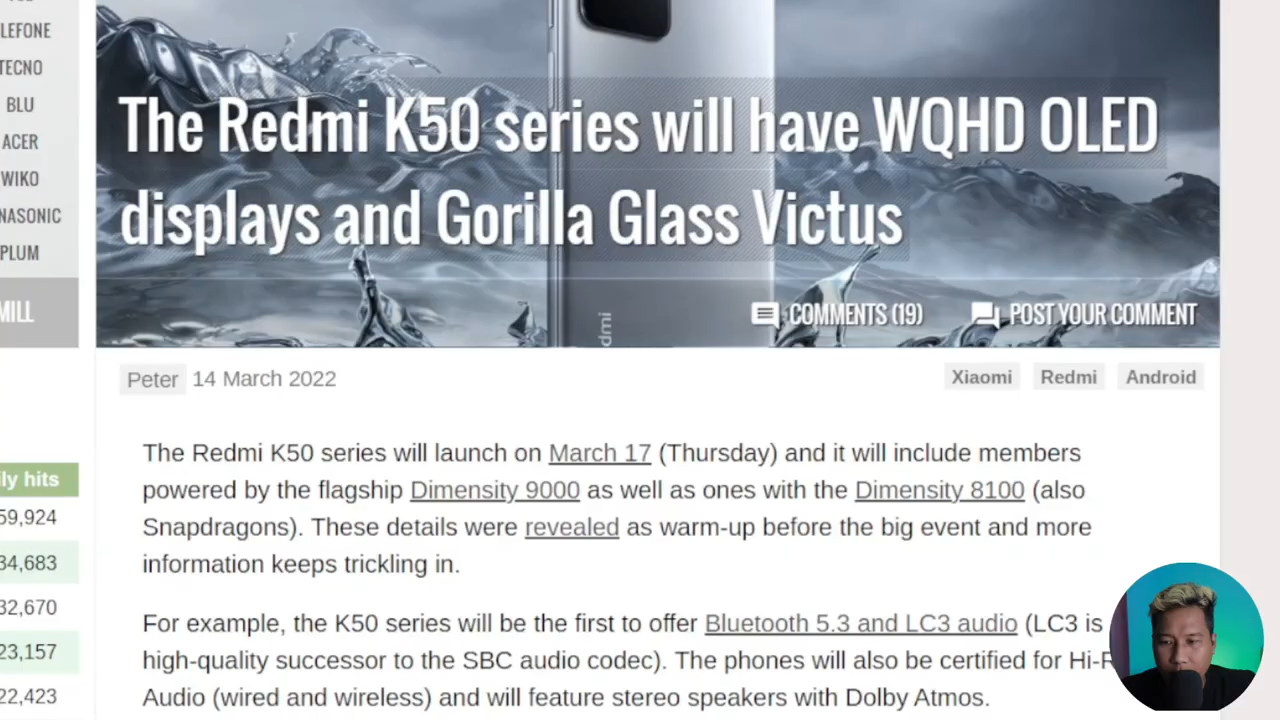 TECNO
BLU
ACER
WIKO
PLUM
The Redmi K50 series will have WQHD OLED
displays and Gorilla Glass Victus
COMMENTS (19) POST YOUR COMMENT
Peter 14 March 2022 Xiaomi Redmi Android
The Redmi K50 series will launch on March 17 (Thursday) and it will include members
powered by the flagship Dimensity 9000 as well as ones with the Dimensity 8100 (also
Snapdragons). These details were revealed as warm-up before the big event and more
information keeps trickling in.
For example, the K50 series will be the first to offer Bluetooth 5.3 and LC3 audio (LC3 is
high-quality successor to the SBC audio codec). The phones will also be certified for Hi-R
Audio (wired and wireless) and will feature stereo speakers with Dolby Atmos.
LEFONE
NASONIC
MILL
ily hits
59,924
34,683
32,670
23,157
22,423
dmi